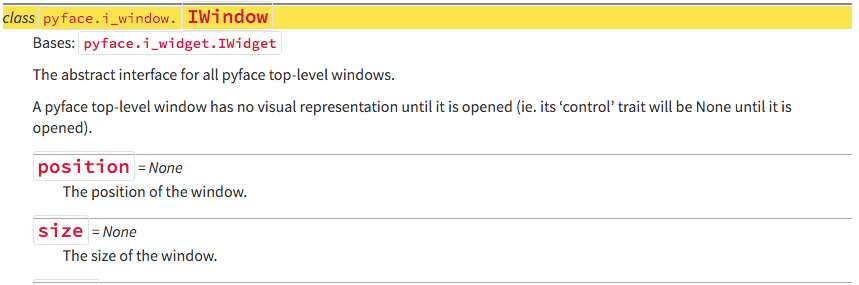 class pyface.i_window. IWindow
Bases: pyface.i_widget.IWidget
The abstract interface for all pyface top-level windows.
A pyface top-level window has no visual representation until it is opened (ie. its ‘control’ trait will be None until it is
opened).
position = None
The position of the window.
size = None
The size of the window.